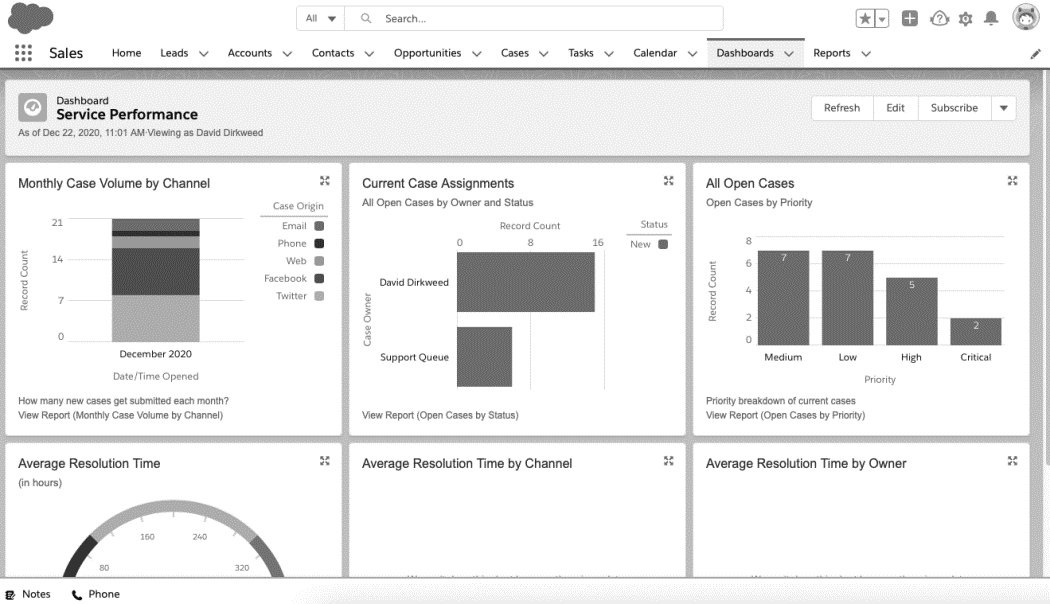 All
Search...
Sales
Home
Leads
Accounts
Contacts
Opportunities
Cases
Tasks
Calendar
Dashboards
Reports
Dashboard
Service Performance
As of Dec 22, 2020, 11:01 AM·Viewing as David Dirkweed
Refresh
Edit
Subscribe
Monthly Case Volume by Channel
Case Origin
Email
Phone
Web
Facebook
Twitter
Record Count
21
14
7
0
December 2020
Date/Time Opened
How many new cases get submitted each month?
View Report (Monthly Case Volume by Channel)
Current Case Assignments
All Open Cases by Owner and Status
Record Count
0 8 16
Status
New
Case Owner
David Dirkweed
Support Queue
View Report (Open Cases by Status)
All Open Cases
Open Cases by Priority
Record Count
8
6
4
2
0
7 7 5 2
Medium Low High Critical
Priority
Priority breakdown of current cases
View Report (Open Cases by Priority)
Average Resolution Time
(in hours)
160 240
80 320
Average Resolution Time by Channel
Average Resolution Time by Owner
Notes
Phone